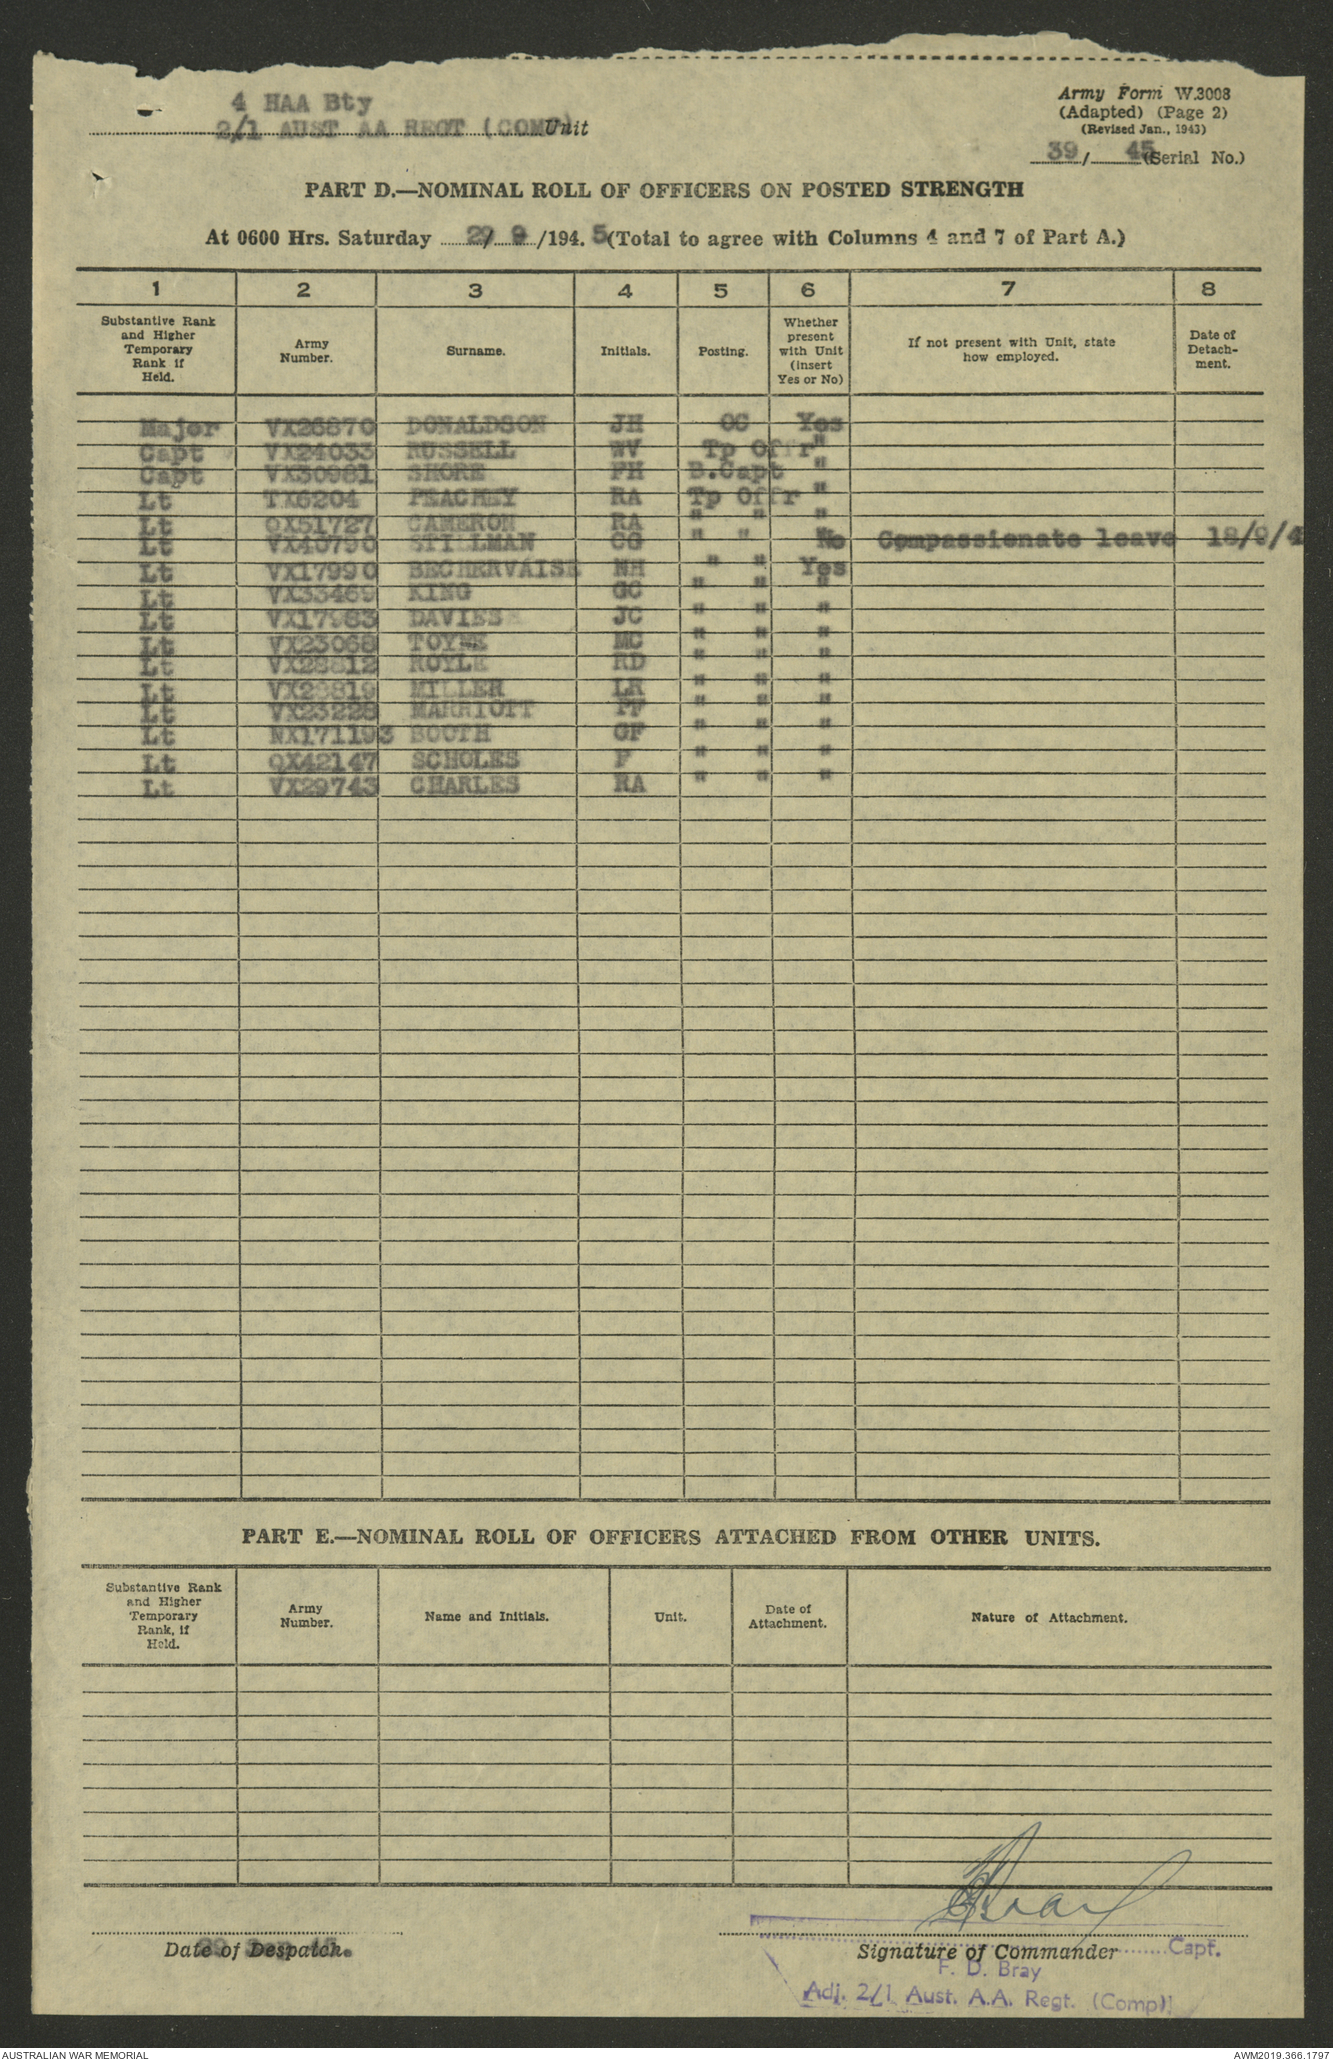 4 HAA Bty
2/1 AUST AA REGT (COMP) Unit
Army Form W.3008
(Adapted) (Page 2)
(Revised Jan., 1943)
39 / 45 (Serial No.)
PART D.—NOMINAL ROLL OF OFFICERS ON POSTED STRENGTH
At 0600 Hrs. Saturday 29/ 9 /194. 5 (Total to agree with Columns 4 and 7 of Part A.)
1 2 3 4 5 6 7 8
Substantive Rank and Higher Temporary Rank if Held. Army Number. Surname. Initials. Posting. Whether present with Unit (insert Yes or No) If not present with Unit, state how employed. Date of Detach-ment.
Major VX26870 DONALDSON JH OC Yes
Capt VX24033 RUSSELL WV Tp Offr "
Capt VX30981 SHORE PH B.Capt "
Lt TX6204 PEACHEY RA Tp Offr "
Lt QX51727 CAMERON RA " " "
Lt VX40790 STILLMAN CG " " No Compassionate leave 18/9/4
Lt VX17990 BECHERVAISE NH " " Yes
Lt VX33469 KING GC " " "
Lt VX17983 DAVIES JC " " "
Lt VX23068 TOYNE MC " " "
Lt VX28812 ROYLE RD " " "
Lt VX28819 MILLER LR " " "
Lt VX23228 MARRIOTT PF " " "
Lt NX171193 BOOTH GF " " "
Lt QX42147 SCHOLES F " " "
Lt VX29743 CHARLES RA " " "
PART E.—NOMINAL ROLL OF OFFICERS ATTACHED FROM OTHER UNITS.
Substantive Rank and Higher Temporary Rank, if Held. Army Number. Name and Initials. Unit. Date of Attachment. Nature of Attachment.
F D Bray
29 Sep 45.
Date of Despatch.
Signature of Commander Capt.
F. D. Bray
Adj. 2/1 Aust. A.A. Regt. (Comp)
AUSTRALIAN WAR MEMORIAL
AWM2019.366.1797